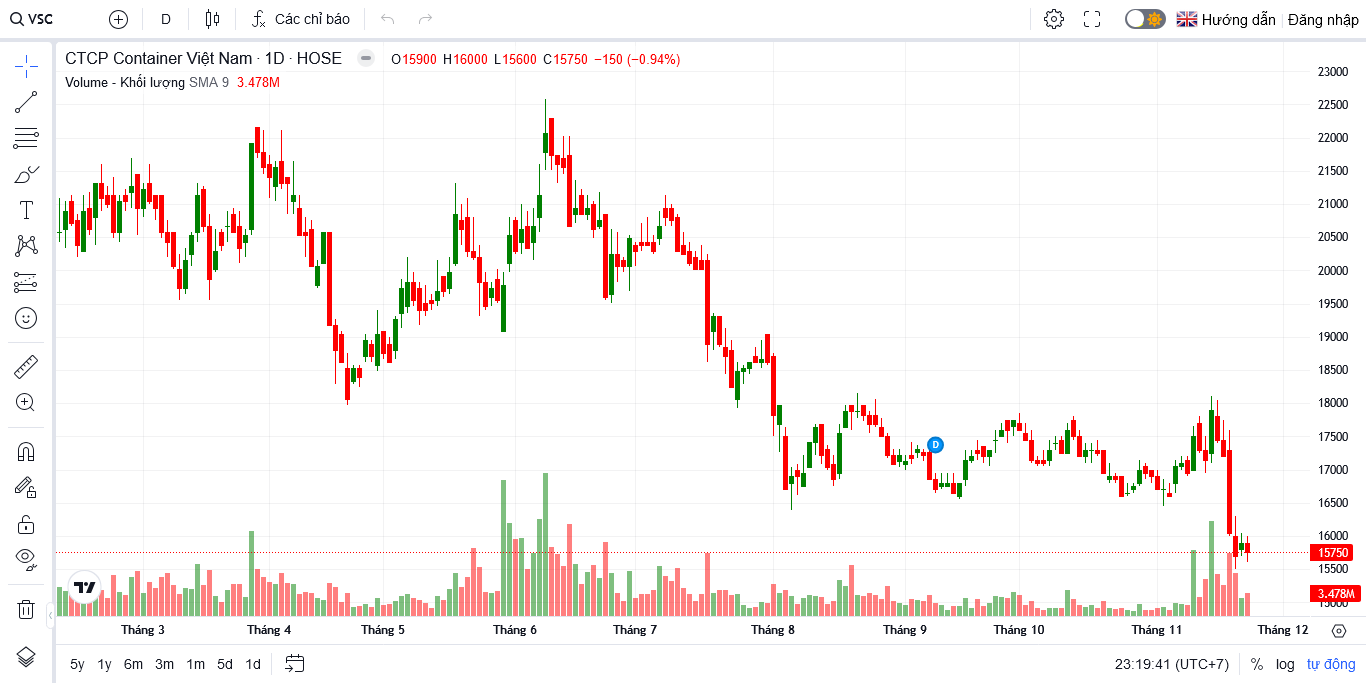 VSC D Các chỉ báo Hướng dẫn Đăng nhập
CTCP Container Việt Nam · 1D · HOSE O15900 H16000 L15600 C15750 −150 (−0.94%)
Volume - Khối lượng SMA 9 3.478M
23000
22500
22000
21500
21000
20500
20000
19500
19000
18500
18000
17500
17000
16500
16000
15750
15500
3.478M
15000
D
Tháng 3 Tháng 4 Tháng 5 Tháng 6 Tháng 7 Tháng 8 Tháng 9 Tháng 10 Tháng 11 Tháng 12
5y 1y 6m 3m 1m 5d 1d 23:19:41 (UTC+7) % log tự động